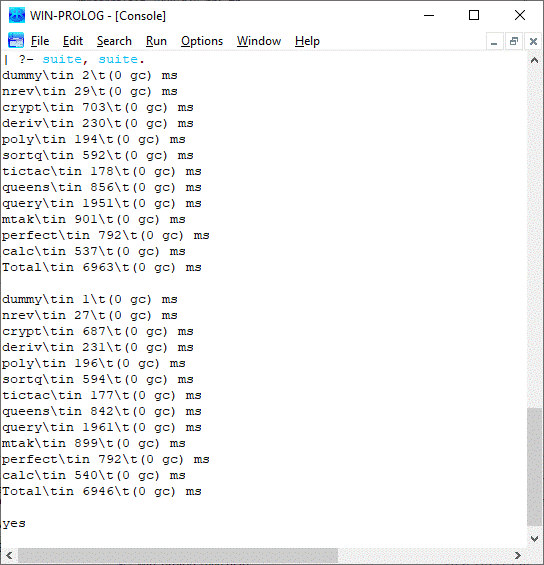 WIN-PROLOG - [Console]
File Edit Search Run Options Window Help
| ?- suite, suite.
dummy\tin 2\t(0 gc) ms
nrev\tin 29\t(0 gc) ms
crypt\tin 703\t(0 gc) ms
deriv\tin 230\t(0 gc) ms
poly\tin 194\t(0 gc) ms
sortq\tin 592\t(0 gc) ms
tictac\tin 178\t(0 gc) ms
queens\tin 856\t(0 gc) ms
query\tin 1951\t(0 gc) ms
mtak\tin 901\t(0 gc) ms
perfect\tin 792\t(0 gc) ms
calc\tin 537\t(0 gc) ms
Total\tin 6963\t(0 gc) ms
dummy\tin 1\t(0 gc) ms
nrev\tin 27\t(0 gc) ms
crypt\tin 687\t(0 gc) ms
deriv\tin 231\t(0 gc) ms
poly\tin 196\t(0 gc) ms
sortq\tin 594\t(0 gc) ms
tictac\tin 177\t(0 gc) ms
queens\tin 842\t(0 gc) ms
query\tin 1961\t(0 gc) ms
mtak\tin 899\t(0 gc) ms
perfect\tin 792\t(0 gc) ms
calc\tin 540\t(0 gc) ms
Total\tin 6946\t(0 gc) ms
yes